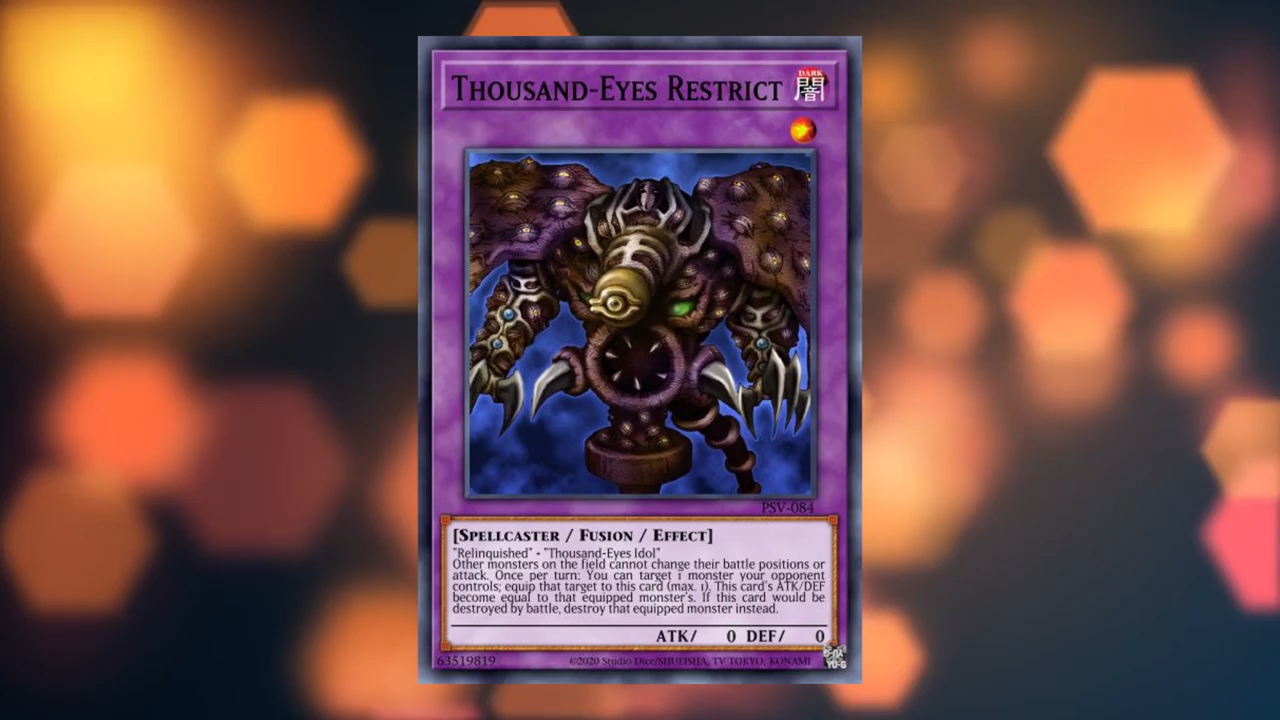 Thousand-Eyes Restrict
DARK
闇
PSV-084
[Spellcaster / Fusion / Effect]
"Relinquished" + "Thousand-Eyes Idol"
Other monsters on the field cannot change their battle positions or
attack. Once per turn: You can target 1 monster your opponent
controls; equip that target to this card (max. 1). This card's ATK/DEF
become equal to that equipped monster's. If this card would be
destroyed by battle, destroy that equipped monster instead.
ATK/ 0 DEF/ 0
63519819 ©2020 Studio Dice/SHUEISHA, TV TOKYO, KONAMI